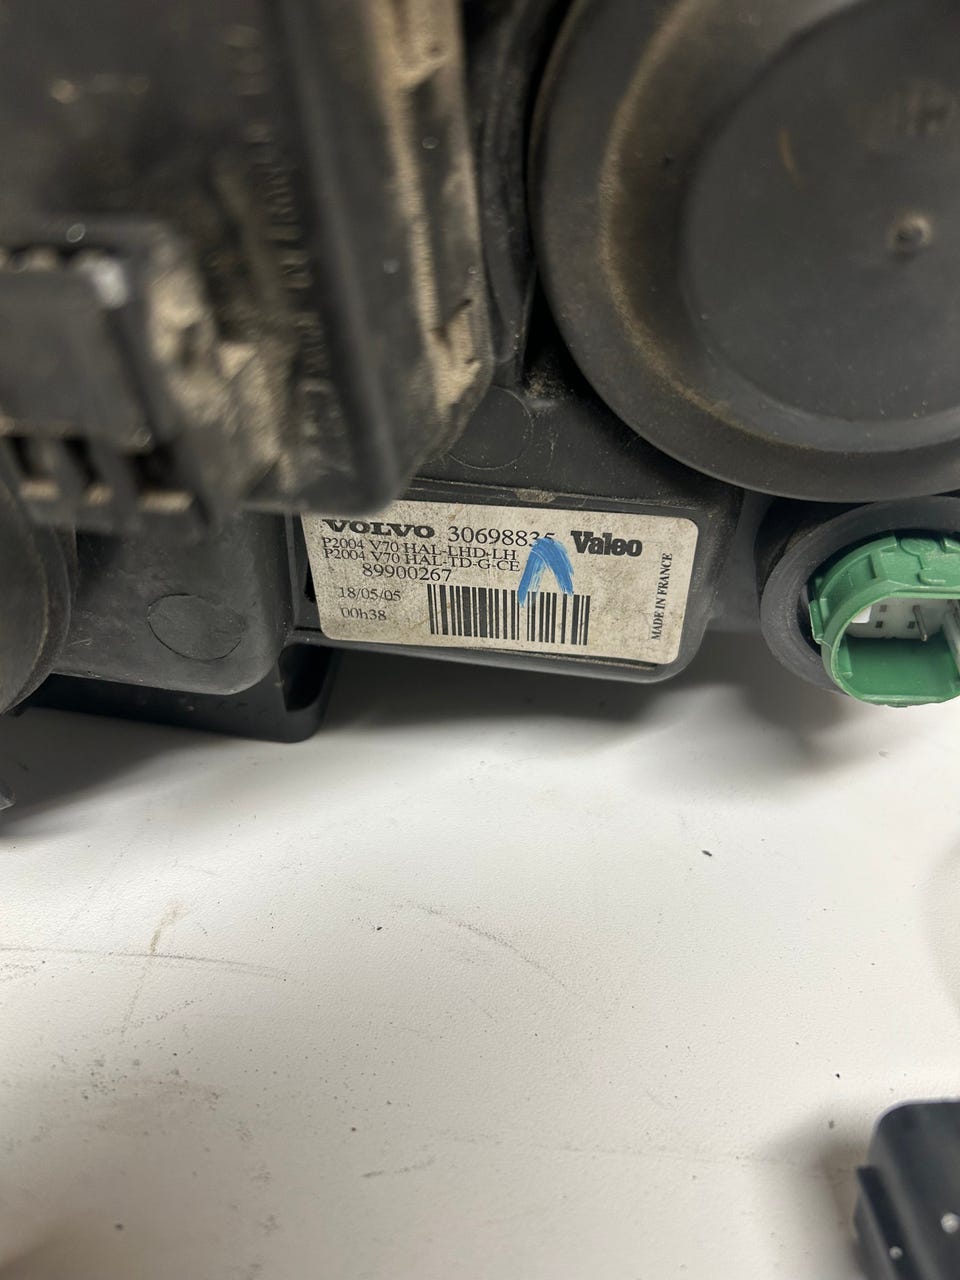 VOLVO 30698835 Valeo
P2004 V70 HAL-LHD-LH
P2004 V70 HAL-TD-G-CE
89900267
18/05/05
00h38
MADE IN FRANCE